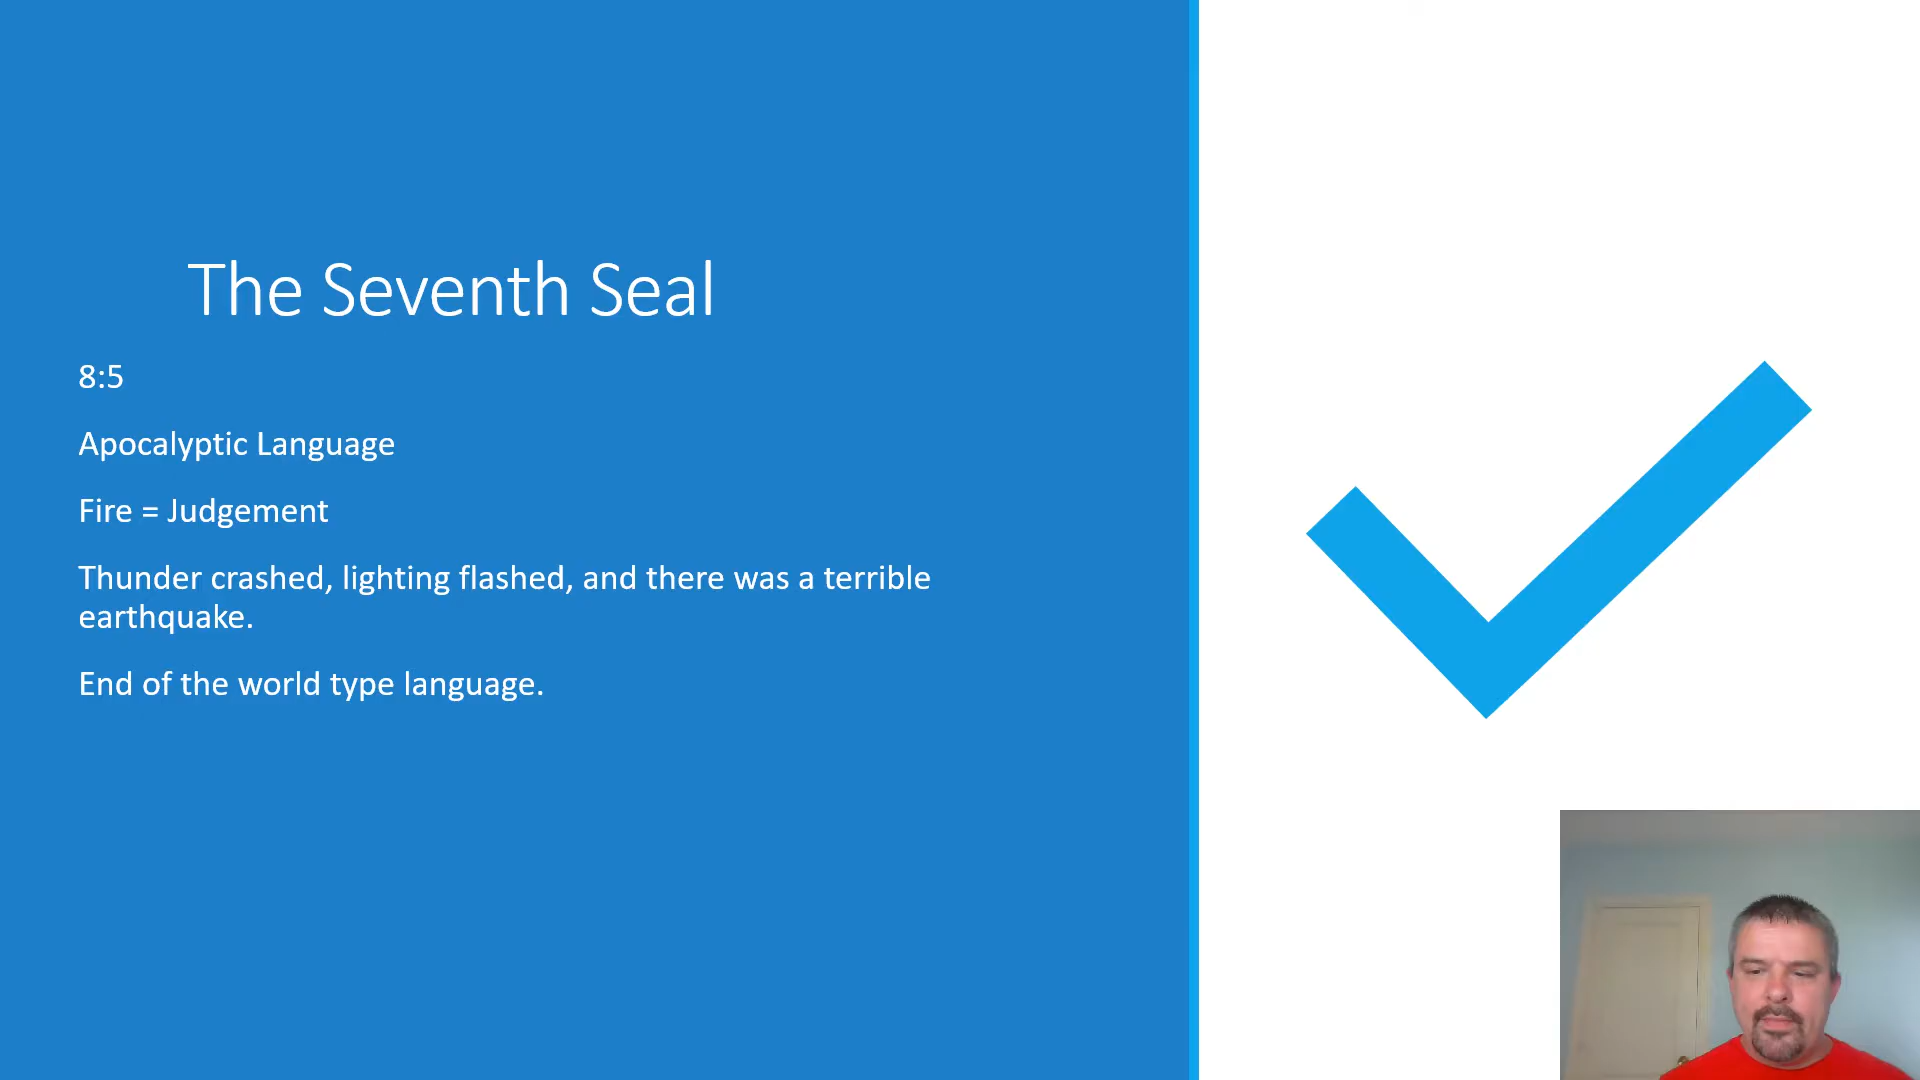 The Seventh Seal
8:5
Apocalyptic Language
Fire = Judgement
Thunder crashed, lighting flashed, and there was a terrible
earthquake.
End of the world type language.